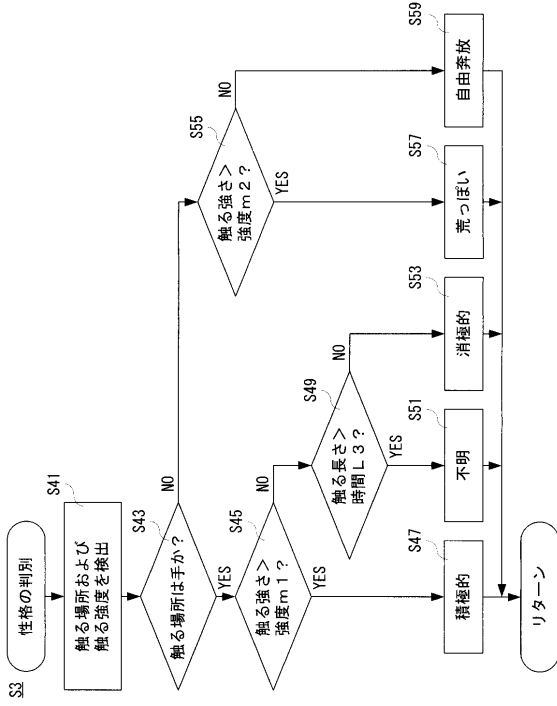 S3
性格の判別
S41
触る場所および
触る強度を検出
S43
触る場所は手か？
NO
YES
S45
触る強さ＞
強度ｍ１？
NO
YES
S47
積極的
S49
触る長さ＞
時間Ｌ３？
NO
YES
S51
不明
S53
消極的
S55
触る強さ＞
強度ｍ２？
NO
YES
S57
荒っぽい
S59
自由奔放
リターン